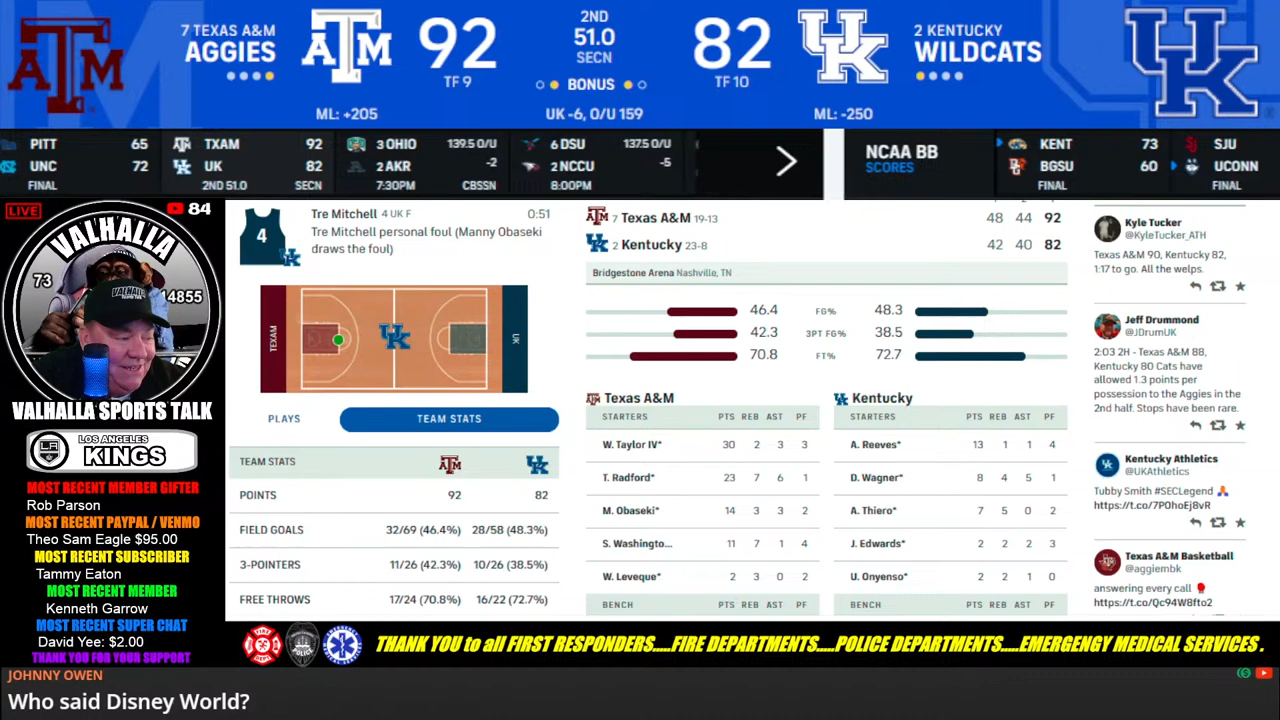 7 TEXAS A&M
AGGIES
92
TF 9
2ND
51.0
SECN
BONUS
82
TF 10
2 KENTUCKY
WILDCATS
ML: +205
UK -6, O/U 159
ML: -250
PITT 65
UNC 72
FINAL
TXAM 92
UK 82
2ND 51.0 SECN
3 OHIO 139.5 O/U
2 AKR -2
7:30PM CBSSN
6 DSU 137.5 O/U
2 NCCU -5
8:00PM
NCAA BB
SCORES
KENT 73
BGSU 60
FINAL
SJU
UCONN
FINAL
LIVE
84
VALHALLA
73
14855
VALHALLA SPORTS TALK
LOS ANGELES
KINGS
MOST RECENT MEMBER GIFTER
Rob Parson
MOST RECENT PAYPAL / VENMO
Theo Sam Eagle $95.00
MOST RECENT SUBSCRIBER
Tammy Eaton
MOST RECENT MEMBER
Kenneth Garrow
MOST RECENT SUPER CHAT
David Yee: $2.00
THANK YOU FOR YOUR SUPPORT
4
Tre Mitchell 4 UK F 0:51
Tre Mitchell personal foul (Manny Obaseki
draws the foul)
TEXAM
UK
PLAYS
TEAM STATS
TEAM STATS
POINTS 92 82
FIELD GOALS 32/69 (46.4%) 28/58 (48.3%)
3-POINTERS 11/26 (42.3%) 10/26 (38.5%)
FREE THROWS 17/24 (70.8%) 16/22 (72.7%)
7 Texas A&M 19-13 48 44 92
2 Kentucky 23-8 42 40 82
Bridgestone Arena Nashville, TN
46.4 FG% 48.3
42.3 3PT FG% 38.5
70.8 FT% 72.7
Texas A&M
STARTERS PTS REB AST PF
W. Taylor IV* 30 2 3 3
T. Radford* 23 7 6 1
M. Obaseki* 14 3 3 2
S. Washingto... 11 7 1 4
W. Leveque* 2 3 0 2
BENCH PTS REB AST PF
Kentucky
STARTERS PTS REB AST PF
A. Reeves* 13 1 1 4
D. Wagner* 8 4 5 1
A. Thiero* 7 5 0 2
J. Edwards* 2 2 2 3
U. Onyenso* 2 2 1 0
BENCH PTS REB AST PF
Kyle Tucker
@KyleTucker_ATH
Texas A&M 90, Kentucky 82,
1:17 to go. All the welps.
Jeff Drummond
@JDrumUK
2:03 2H - Texas A&M 88,
Kentucky 80 Cats have
allowed 1.3 points per
possession to the Aggies in the
2nd half. Stops have been rare.
Kentucky Athletics
@UKAthletics
Tubby Smith #SECLegend 🙏
https://t.co/7P0hoEj8vR
Texas A&M Basketball
@aggiembk
answering every call
https://t.co/Qc94W8fto2
THANK YOU to all FIRST RESPONDERS.....FIRE DEPARTMENTS.....POLICE DEPARTMENTS.....EMERGENCY MEDICAL SERVICES .
JOHNNY OWEN
Who said Disney World?